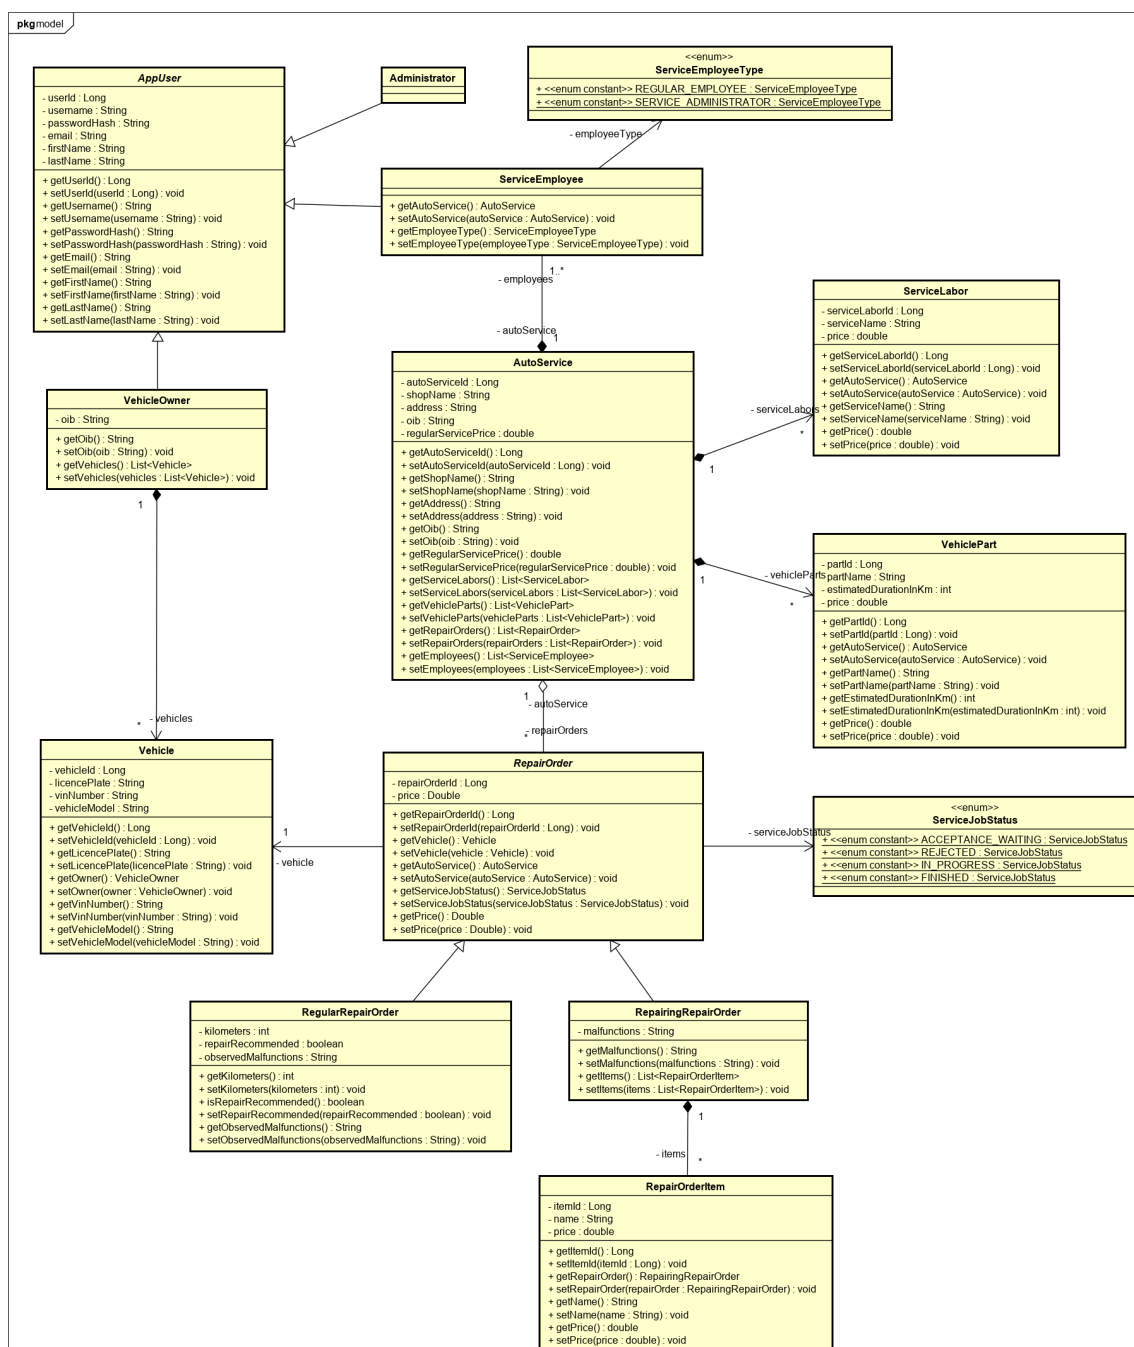 pkg model
AppUser
- userId : Long
- username : String
- passwordHash : String
- email : String
- firstName : String
- lastName : String
+ getUserId() : Long
+ setUserId(userId : Long) : void
+ getUsername() : String
+ setUsername(username : String) : void
+ getPasswordHash() : String
+ setPasswordHash(passwordHash : String) : void
+ getEmail() : String
+ setEmail(email : String) : void
+ getFirstName() : String
+ setFirstName(firstName : String) : void
+ getLastName() : String
+ setLastName(lastName : String) : void
Administrator
<<enum>>
ServiceEmployeeType
+ <<enum constant>> REGULAR_EMPLOYEE : ServiceEmployeeType
+ <<enum constant>> SERVICE_ADMINISTRATOR : ServiceEmployeeType
- employeeType
ServiceEmployee
+ getAutoService() : AutoService
+ setAutoService(autoService : AutoService) : void
+ getEmployeeType() : ServiceEmployeeType
+ setEmployeeType(employeeType : ServiceEmployeeType) : void
1..*
- employees
- autoService
1
ServiceLabor
- serviceLaborId : Long
- serviceName : String
- price : double
+ getServiceLaborId() : Long
+ setServiceLaborId(serviceLaborId : Long) : void
+ getAutoService() : AutoService
+ setAutoService(autoService : AutoService) : void
+ getServiceName() : String
+ setServiceName(serviceName : String) : void
+ getPrice() : double
+ setPrice(price : double) : void
VehicleOwner
- oib : String
+ getOib() : String
+ setOib(oib : String) : void
+ getVehicles() : List<Vehicle>
+ setVehicles(vehicles : List<Vehicle>) : void
1
AutoService
- autoServiceId : Long
- shopName : String
- address : String
- oib : String
- regularServicePrice : double
+ getAutoServiceId() : Long
+ setAutoServiceId(autoServiceId : Long) : void
+ getShopName() : String
+ setShopName(shopName : String) : void
+ getAddress() : String
+ setAddress(address : String) : void
+ getOib() : String
+ setOib(oib : String) : void
+ getRegularServicePrice() : double
+ setRegularServicePrice(regularServicePrice : double) : void
+ getServiceLabors() : List<ServiceLabor>
+ setServiceLabors(serviceLabors : List<ServiceLabor>) : void
+ getVehicleParts() : List<VehiclePart>
+ setVehicleParts(vehicleParts : List<VehiclePart>) : void
+ getRepairOrders() : List<RepairOrder>
+ setRepairOrders(repairOrders : List<RepairOrder>) : void
+ getEmployees() : List<ServiceEmployee>
+ setEmployees(employees : List<ServiceEmployee>) : void
- serviceLabors
*
1
- vehicleParts
*
1
VehiclePart
- partId : Long
- partName : String
- estimatedDurationInKm : int
- price : double
+ getPartId() : Long
+ setPartId(partId : Long) : void
+ getAutoService() : AutoService
+ setAutoService(autoService : AutoService) : void
+ getPartName() : String
+ setPartName(partName : String) : void
+ getEstimatedDurationInKm() : int
+ setEstimatedDurationInKm(estimatedDurationInKm : int) : void
+ getPrice() : double
+ setPrice(price : double) : void
1
- autoService
- repairOrders
*
* - vehicles
Vehicle
- vehicleId : Long
- licencePlate : String
- vinNumber : String
- vehicleModel : String
+ getVehicleId() : Long
+ setVehicleId(vehicleId : Long) : void
+ getLicencePlate() : String
+ setLicencePlate(licencePlate : String) : void
+ getOwner() : VehicleOwner
+ setOwner(owner : VehicleOwner) : void
+ getVinNumber() : String
+ setVinNumber(vinNumber : String) : void
+ getVehicleModel() : String
+ setVehicleModel(vehicleModel : String) : void
1
- vehicle
RepairOrder
- repairOrderId : Long
- price : Double
+ getRepairOrderId() : Long
+ setRepairOrderId(repairOrderId : Long) : void
+ getVehicle() : Vehicle
+ setVehicle(vehicle : Vehicle) : void
+ getAutoService() : AutoService
+ setAutoService(autoService : AutoService) : void
+ getServiceJobStatus() : ServiceJobStatus
+ setServiceJobStatus(serviceJobStatus : ServiceJobStatus) : void
+ getPrice() : Double
+ setPrice(price : Double) : void
- serviceJobStatus
<<enum>>
ServiceJobStatus
+ <<enum constant>> ACCEPTANCE_WAITING : ServiceJobStatus
+ <<enum constant>> REJECTED : ServiceJobStatus
+ <<enum constant>> IN_PROGRESS : ServiceJobStatus
+ <<enum constant>> FINISHED : ServiceJobStatus
RegularRepairOrder
- kilometers : int
- repairRecommended : boolean
- observedMalfunctions : String
+ getKilometers() : int
+ setKilometers(kilometers : int) : void
+ isRepairRecommended() : boolean
+ setRepairRecommended(repairRecommended : boolean) : void
+ getObservedMalfunctions() : String
+ setObservedMalfunctions(observedMalfunctions : String) : void
RepairingRepairOrder
- malfunctions : String
+ getMalfunctions() : String
+ setMalfunctions(malfunctions : String) : void
+ getItems() : List<RepairOrderItem>
+ setItems(items : List<RepairOrderItem>) : void
1
- items
*
RepairOrderItem
- itemId : Long
- name : String
- price : double
+ getItemId() : Long
+ setItemId(itemId : Long) : void
+ getRepairOrder() : RepairingRepairOrder
+ setRepairOrder(repairOrder : RepairingRepairOrder) : void
+ getName() : String
+ setName(name : String) : void
+ getPrice() : double
+ setPrice(price : double) : void